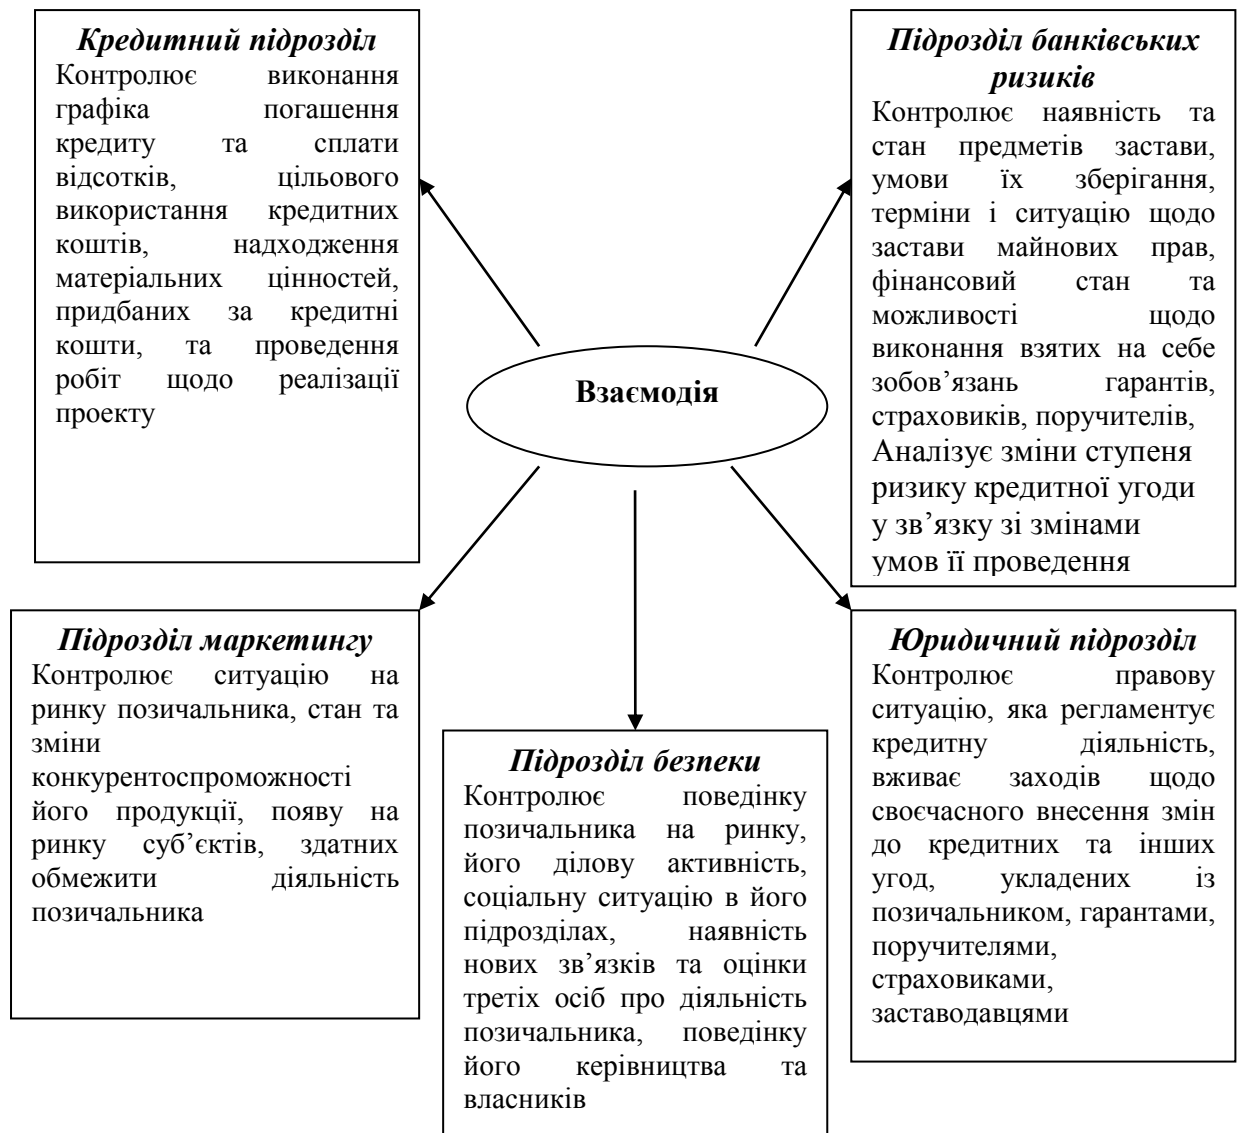 Кредитний підрозділ
Контролює виконання
графіка погашення
кредиту та сплати
відсотків, цільового
використання кредитних
коштів, надходження
матеріальних цінностей,
придбаних за кредитні
кошти, та проведення
робіт щодо реалізації
проекту
Підрозділ банківських
ризиків
Контролює наявність та
стан предметів застави,
умови їх зберігання,
терміни і ситуацію щодо
застави майнових прав,
фінансовий стан та
можливості щодо
виконання взятих на себе
зобов’язань гарантів,
страховиків, поручителів,
Аналізує зміни ступеня
ризику кредитної угоди
у зв’язку зі змінами
умов її проведення
Взаємодія
Підрозділ маркетингу
Контролює ситуацію на
ринку позичальника, стан та
зміни
конкурентоспроможності
його продукції, появу на
ринку суб’єктів, здатних
обмежити діяльність
позичальника
Підрозділ безпеки
Контролює поведінку
позичальника на ринку,
його ділову активність,
соціальну ситуацію в його
підрозділах, наявність
нових зв’язків та оцінки
третіх осіб про діяльність
позичальника, поведінку
його керівництва та
власників
Юридичний підрозділ
Контролює правову
ситуацію, яка регламентує
кредитну діяльність,
вживає заходів щодо
своєчасного внесення змін
до кредитних та інших
угод, укладених із
позичальником, гарантами,
поручителями,
страховиками,
заставодавцями